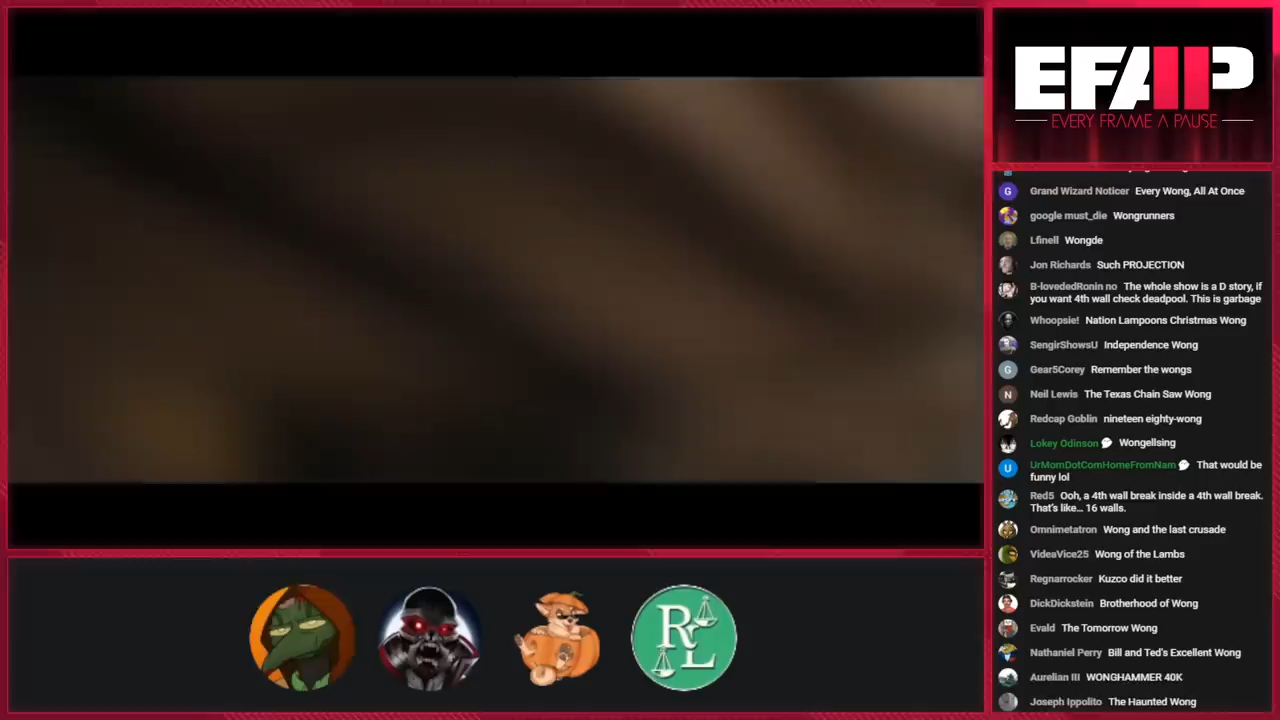 EFAP
EVERY FRAME A PAUSE
Grand Wizard Noticer Every Wong, All At Once
google must_die Wongrunners
Lfinell Wongde
Jon Richards Such PROJECTION
B-lovededRonin no The whole show is a D story, if
you want 4th wall check deadpool. This is garbage
Whoopsie! Nation Lampoons Christmas Wong
SengirShowsU Independence Wong
Gear5Corey Remember the wongs
Neil Lewis The Texas Chain Saw Wong
Redcap Goblin nineteen eighty-wong
Lokey Odinson Wongellsing
UrMomDotComHomeFromNam That would be
funny lol
Red5 Ooh, a 4th wall break inside a 4th wall break.
That's like... 16 walls.
Omnimetatron Wong and the last crusade
VideaVice25 Wong of the Lambs
Regnarrocker Kuzco did it better
DickDickstein Brotherhood of Wong
Evald The Tomorrow Wong
Nathaniel Perry Bill and Ted's Excellent Wong
Aurelian III WONGHAMMER 40K
Joseph Ippolito The Haunted Wong
G
G
N
U
RL